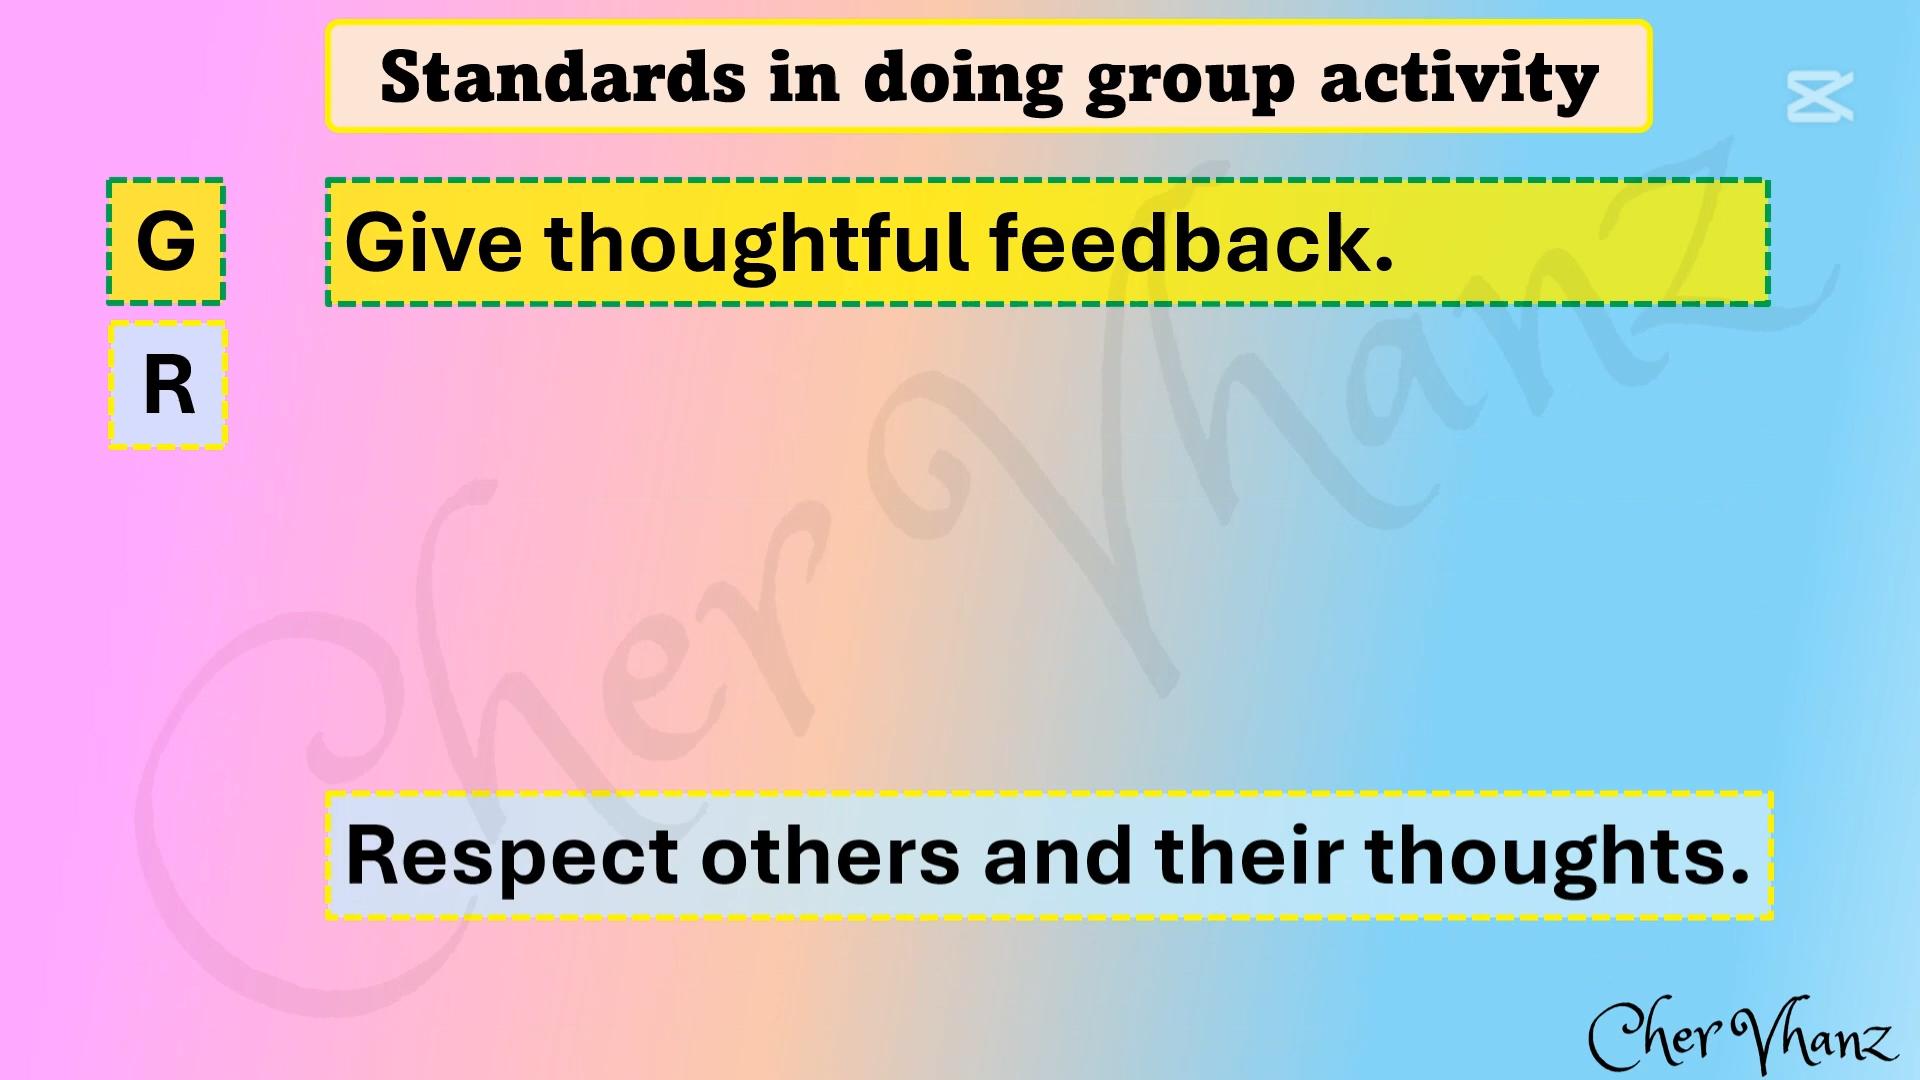 Standards in doing group activity
G
Give thoughtful feedback.
R
Respect others and their thoughts.
Cher Vhanz
Cher Vhanz